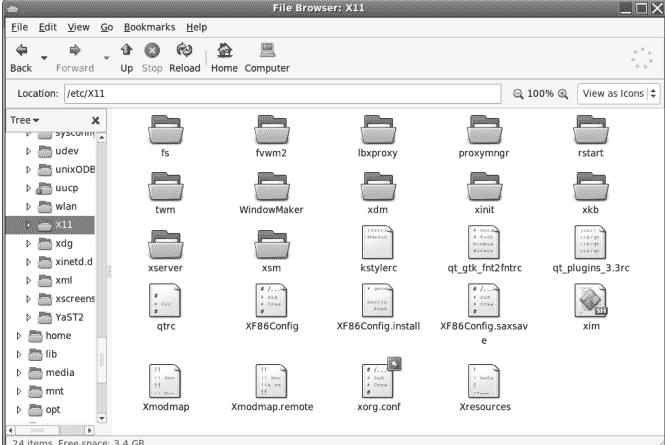 File Browser: X11
File Edit View Go Bookmarks Help
Back Forward Up Stop Reload Home Computer
Location: /etc/X11 100% View as Icons
Tree
udev
unixODB
uucp
wlan
X11
xdg
xinetd.d
xml
xscreens
YaST2
home
lib
media
mnt
opt
fs fvwm2 lbxproxy proxymngr rstart
twm WindowMaker xdm xinit xkb
xserver xsm kstylerc qt_gtk_fnt2fntrc qt_plugins_3.3rc
qtrc XF86Config XF86Config.install XF86Config.saxsav
e
xim
SH
Xmodmap Xmodmap.remote xorg.conf Xresources
24 items, Free space: 3.4 GB